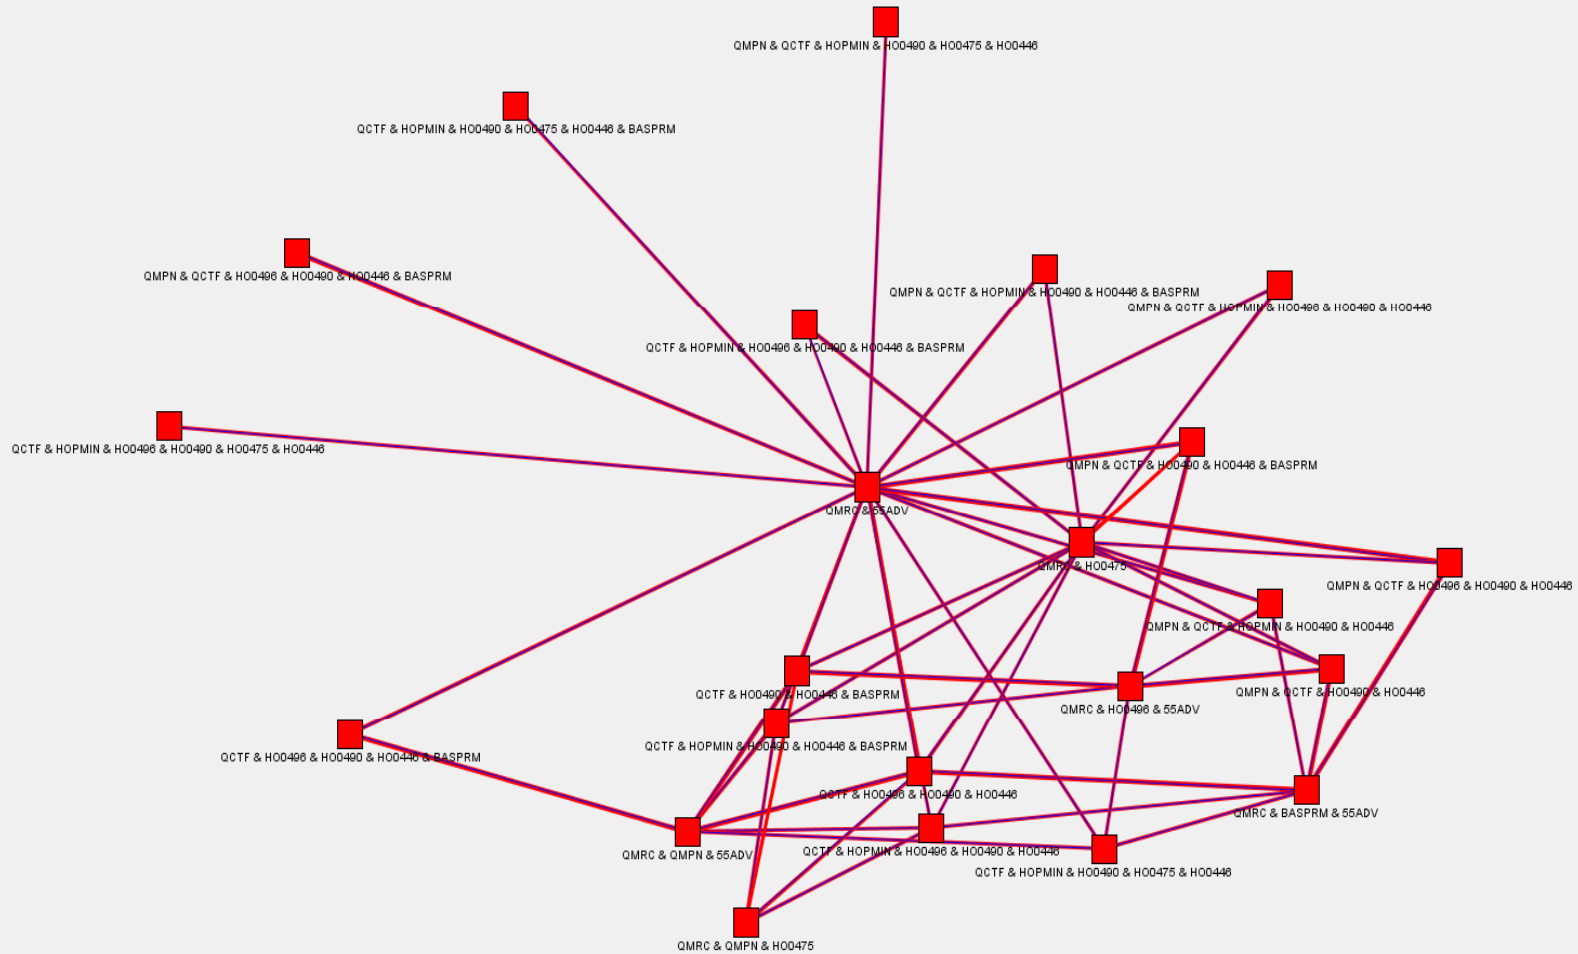 QMPN & QCTF & HOPMIN & HO0490 & HO0475 & HO0446
QCTF & HOPMIN & HO0490 & HO0475 & HO0446 & BASPRM
QMPN & QCTF & HO0496 & HO0490 & HO0446 & BASPRM
QMPN & QCTF & HOPMIN & HO0490 & HO0446 & BASPRM
QMPN & QCTF & HOPMIN & HO0496 & HO0490 & HO0446
QCTF & HOPMIN & HO0496 & HO0490 & HO0446 & BASPRM
QCTF & HOPMIN & HO0496 & HO0490 & HO0475 & HO0446
QMPN & QCTF & HO0490 & HO0446 & BASPRM
QMRC & 55ADV
QMRC & HO0475
QMPN & QCTF & HO0496 & HO0490 & HO0446
QMPN & QCTF & HOPMIN & HO0490 & HO0446
QCTF & HO0490 & HO0446 & BASPRM
QMPN & QCTF & HO0490 & HO0446
QMRC & HO0496 & 55ADV
QCTF & HOPMIN & HO0490 & HO0446 & BASPRM
QCTF & HO0496 & HO0490 & HO0446 & BASPRM
QCTF & HO0496 & HO0490 & HO0446
QMRC & BASPRM & 55ADV
QMRC & QMPN & 55ADV
QCTF & HOPMIN & HO0496 & HO0490 & HO0446
QCTF & HOPMIN & HO0490 & HO0475 & HO0446
QMRC & QMPN & HO0475